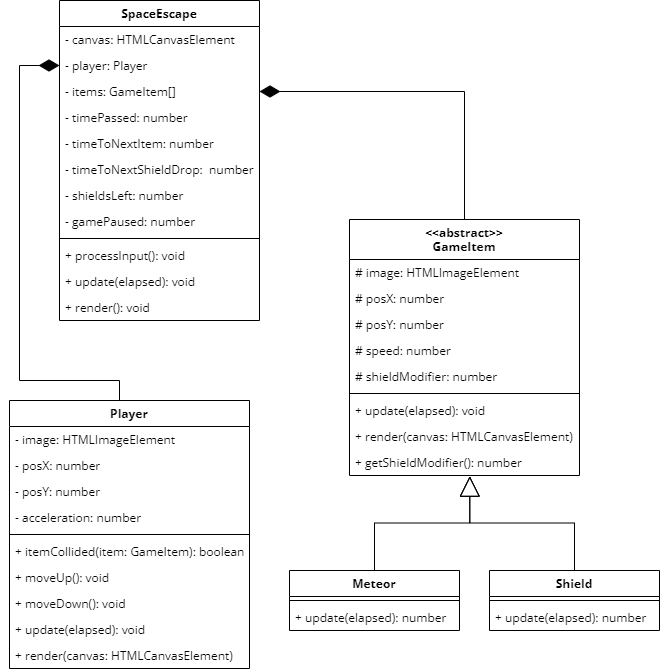 SpaceEscape
- canvas: HTMLCanvasElement
- player: Player
- items: GameItem[]
- timePassed: number
- timeToNextItem: number
- timeToNextShieldDrop: number
- shieldsLeft: number
- gamePaused: number
+ processInput(): void
+ update(elapsed): void
+ render(): void
<<abstract>>
GameItem
# image: HTMLImageElement
# posX: number
# posY: number
# speed: number
# shieldModifier: number
+ update(elapsed): void
+ render(canvas: HTMLCanvasElement)
+ getShieldModifier(): number
Player
- image: HTMLImageElement
- posX: number
- posY: number
- acceleration: number
+ itemCollided(item: GameItem): boolean
+ moveUp(): void
+ moveDown(): void
+ update(elapsed): void
+ render(canvas: HTMLCanvasElement)
Meteor
+ update(elapsed): number
Shield
+ update(elapsed): number